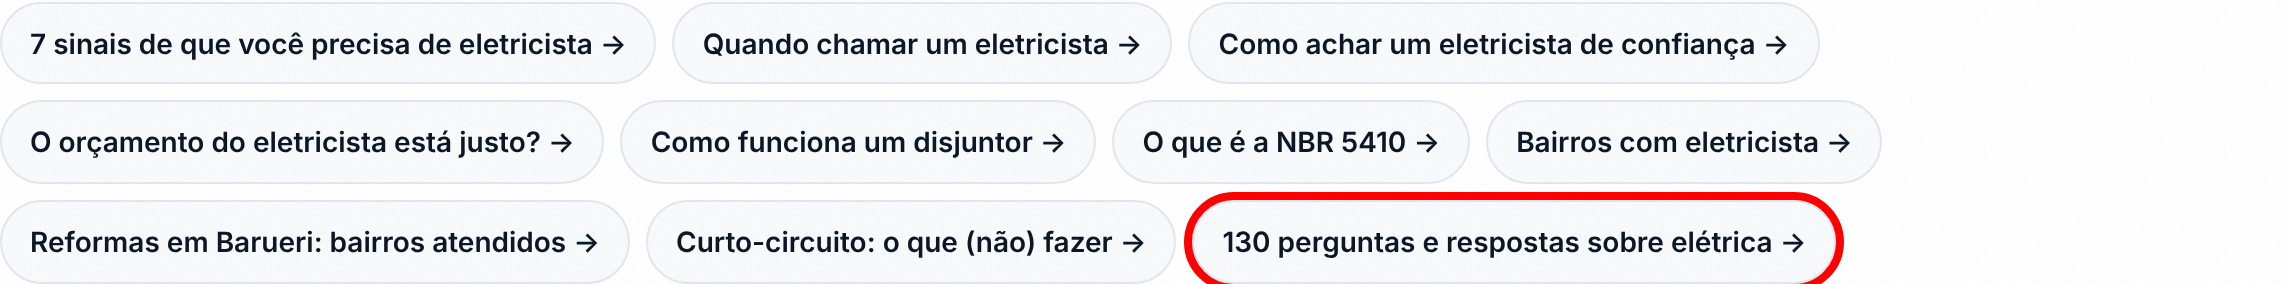 7 sinais de que você precisa de eletricista →
Quando chamar um eletricista →
Como achar um eletricista de confiança →
O orçamento do eletricista está justo? →
Como funciona um disjuntor →
O que é a NBR 5410 →
Bairros com eletricista →
Reformas em Barueri: bairros atendidos →
Curto-circuito: o que (não) fazer →
130 perguntas e respostas sobre elétrica →